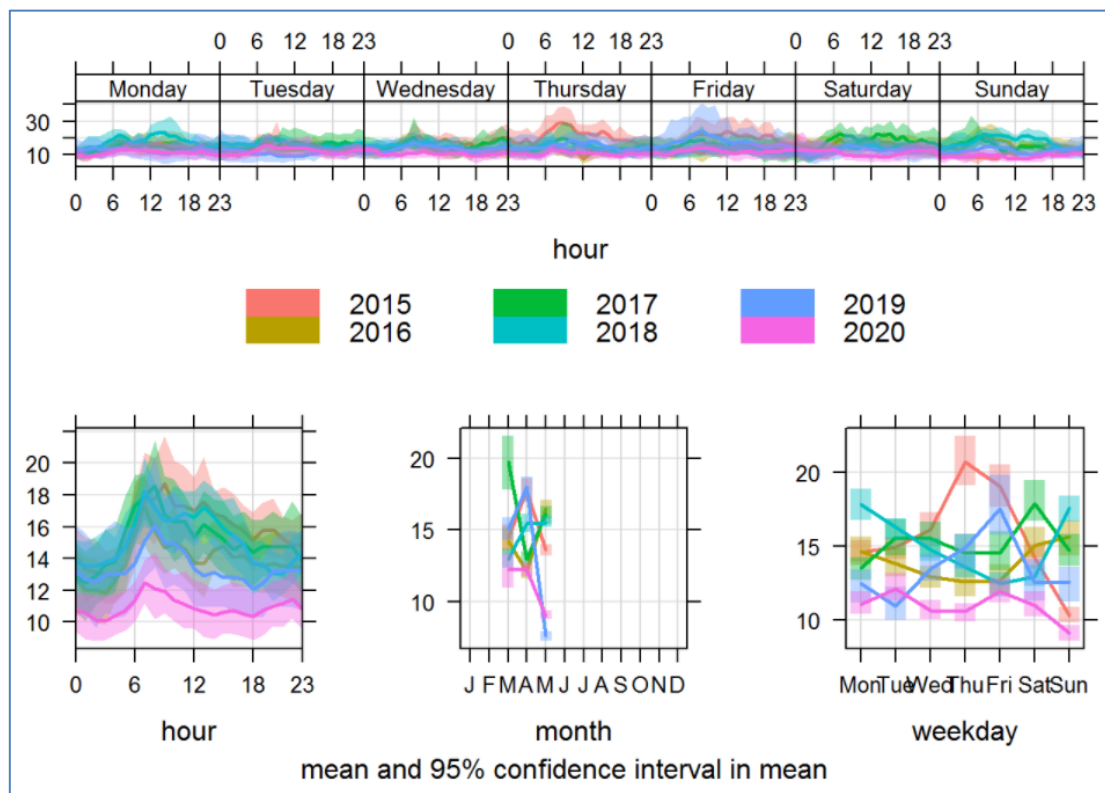 0 6 12 18 23 0 6 12 18 23 0 6 12 18 23
Monday Tuesday Wednesday Thursday Friday Saturday Sunday
30
10
0 6 12 18 23 0 6 12 18 23 0 6 12 18 23 0 6 12 18 23
hour
2015 2017 2019
2016 2018 2020
20
18
16
14
12
10
0 6 12 18 23
hour
20
15
10
J F M A M J J A S O N D
month
20
15
10
Mon Tue Wed Thu Fri Sat Sun
weekday
mean and 95% confidence interval in mean